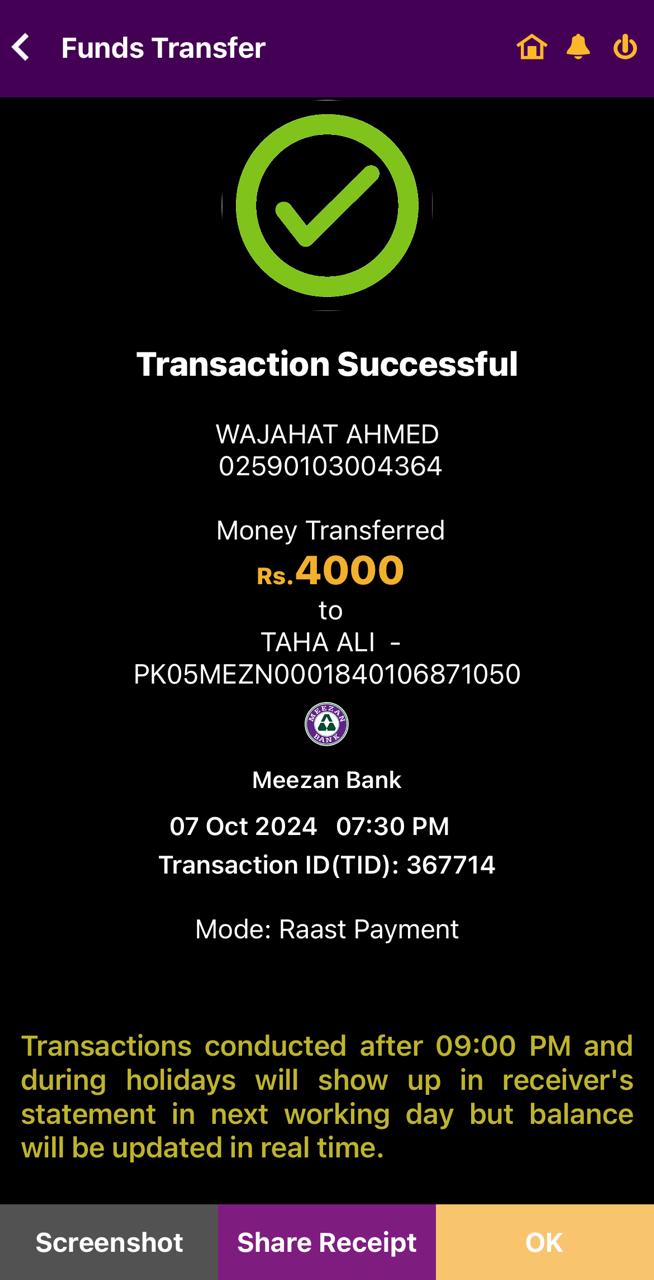 Funds Transfer
Transaction Successful
WAJAHAT AHMED
02590103004364
Money Transferred
Rs.4000
to
TAHA ALI  -
PK05MEZN0001840106871050
MEEZAN
BANK
Meezan Bank
07 Oct 2024  07:30 PM
Transaction ID(TID): 367714
Mode: Raast Payment
Transactions conducted after 09:00 PM and
during holidays will show up in receiver's
statement in next working day but balance
will be updated in real time.
Screenshot Share Receipt OK